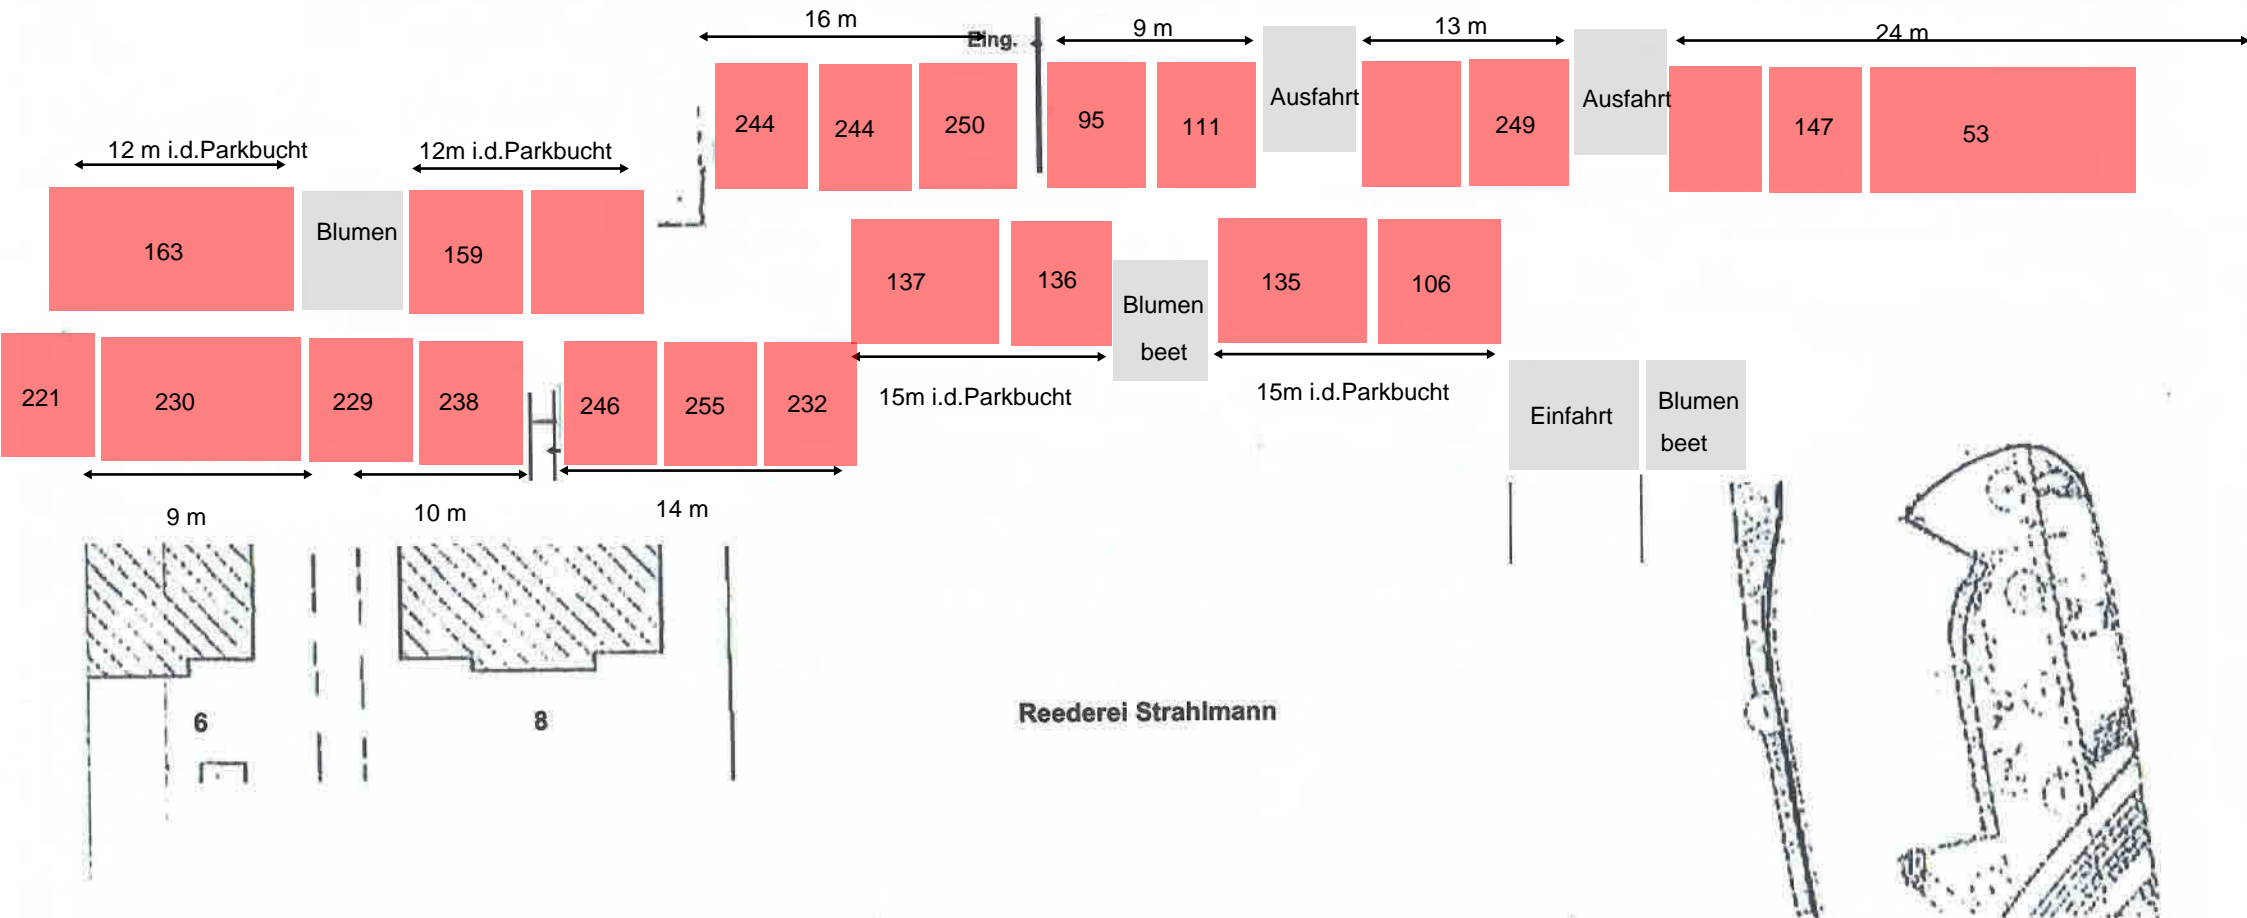 16 m
Eing.
9 m
13 m
24 m
244
244
250
95
111
Ausfahrt
249
Ausfahrt
147
53
12 m i.d.Parkbucht
12m i.d.Parkbucht
163
Blumen
159
137
136
Blumen
beet
135
106
221
230
229
238
246
255
232
15m i.d.Parkbucht
15m i.d.Parkbucht
Einfahrt
Blumen
beet
9 m
10 m
14 m
6
8
Reederei Strahlmann